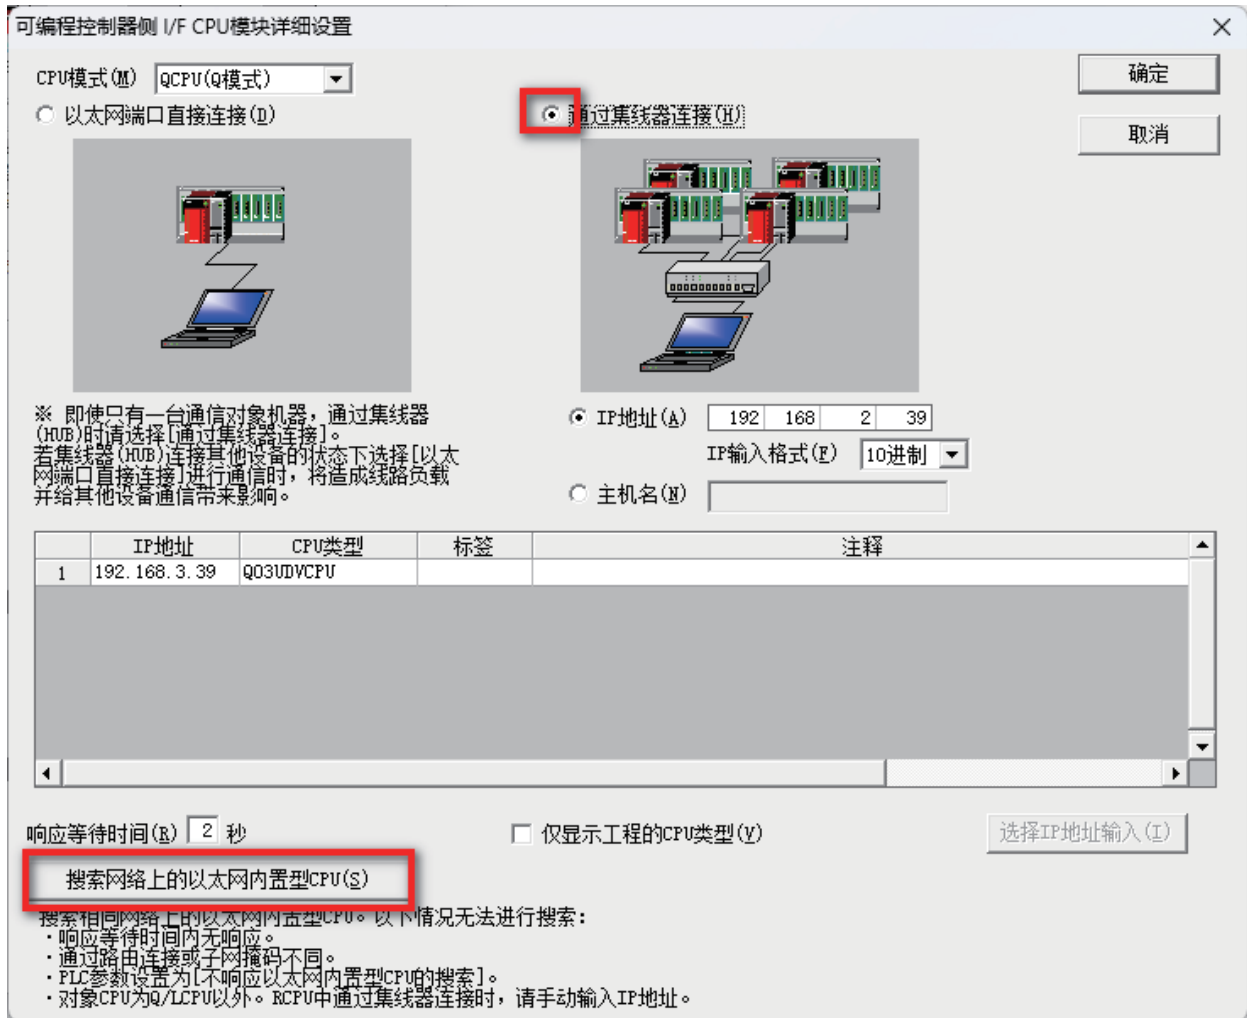 可编程控制器侧 I/F CPU模块详细设置
CPU模式(M) QCPU(Q模式)
确定
以太网端口直接连接(D)
通过集线器连接(H)
取消
※ 即使只有一台通信对象机器，通过集线器
(HUB)时请选择[通过集线器连接]。
若集线器(HUB)连接其他设备的状态下选择[以太
网端口直接连接]进行通信时，将造成线路负载
并给其他设备通信带来影响。
IP地址(A) 192 168 2 39
IP输入格式(F) 10进制
主机名(N)
IP地址 CPU类型 标签 注释
1 192.168.3.39 Q03UDVCPU
响应等待时间(R) 2 秒
仅显示工程的CPU类型(V)
选择IP地址输入(I)
搜索网络上的以太网内置型CPU(S)
搜索相同网络上的以太网内置型CPU。以下情况无法进行搜索：
·响应等待时间内无响应。
·通过路由连接或子网掩码不同。
·PLC参数设置为[不响应以太网内置型CPU的搜索]。
·对象CPU为Q/LCPU以外。RCPU中通过集线器连接时，请手动输入IP地址。